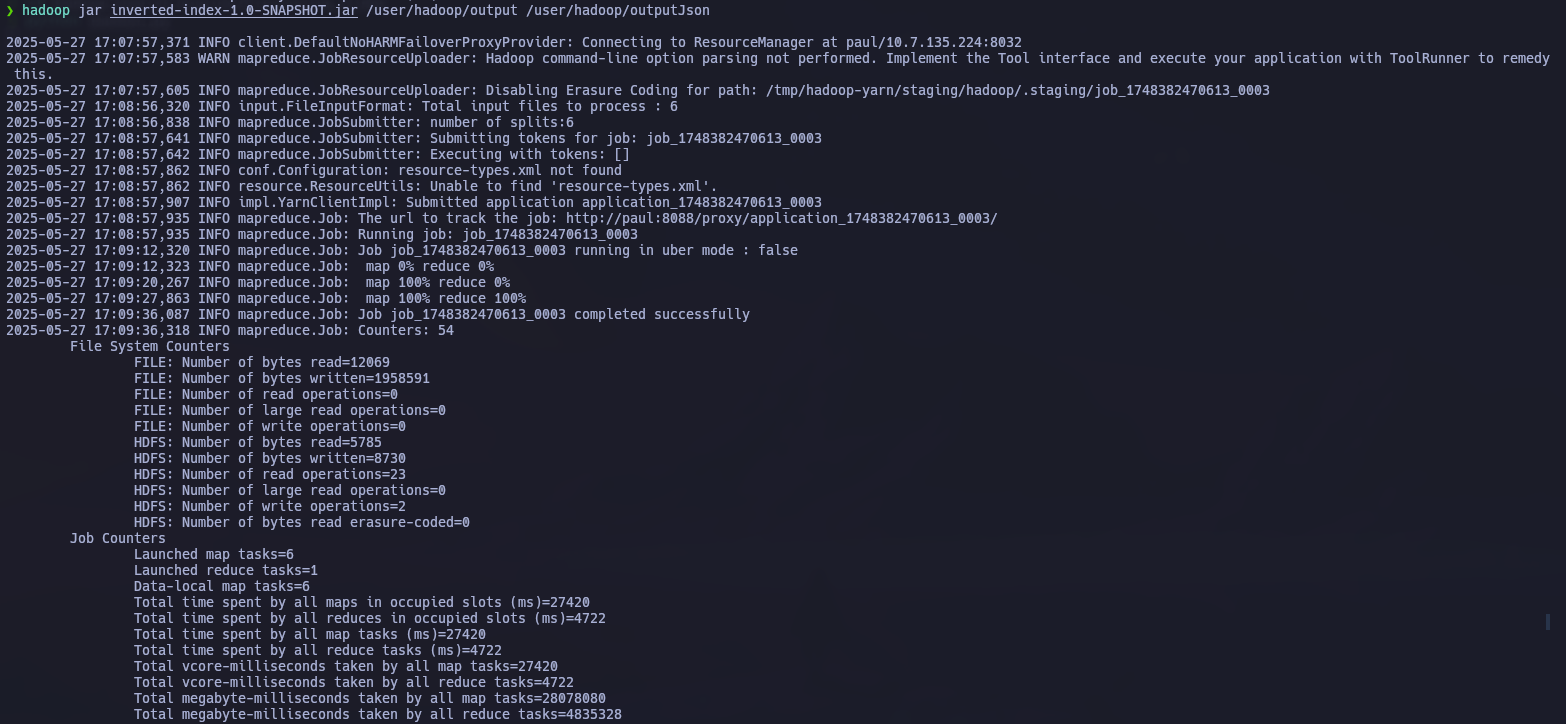 ❯ hadoop jar inverted-index-1.0-SNAPSHOT.jar /user/hadoop/output /user/hadoop/outputJson
2025-05-27 17:07:57,371 INFO client.DefaultNoHARMFailoverProxyProvider: Connecting to ResourceManager at paul/10.7.135.224:8032
2025-05-27 17:07:57,583 WARN mapreduce.JobResourceUploader: Hadoop command-line option parsing not performed. Implement the Tool interface and execute your application with ToolRunner to remedy
this.
2025-05-27 17:07:57,605 INFO mapreduce.JobResourceUploader: Disabling Erasure Coding for path: /tmp/hadoop-yarn/staging/hadoop/.staging/job_1748382470613_0003
2025-05-27 17:08:56,320 INFO input.FileInputFormat: Total input files to process : 6
2025-05-27 17:08:56,838 INFO mapreduce.JobSubmitter: number of splits:6
2025-05-27 17:08:57,641 INFO mapreduce.JobSubmitter: Submitting tokens for job: job_1748382470613_0003
2025-05-27 17:08:57,642 INFO mapreduce.JobSubmitter: Executing with tokens: []
2025-05-27 17:08:57,862 INFO conf.Configuration: resource-types.xml not found
2025-05-27 17:08:57,862 INFO resource.ResourceUtils: Unable to find 'resource-types.xml'.
2025-05-27 17:08:57,907 INFO impl.YarnClientImpl: Submitted application application_1748382470613_0003
2025-05-27 17:08:57,935 INFO mapreduce.Job: The url to track the job: http://paul:8088/proxy/application_1748382470613_0003/
2025-05-27 17:08:57,935 INFO mapreduce.Job: Running job: job_1748382470613_0003
2025-05-27 17:09:12,320 INFO mapreduce.Job: Job job_1748382470613_0003 running in uber mode : false
2025-05-27 17:09:12,323 INFO mapreduce.Job:  map 0% reduce 0%
2025-05-27 17:09:20,267 INFO mapreduce.Job:  map 100% reduce 0%
2025-05-27 17:09:27,863 INFO mapreduce.Job:  map 100% reduce 100%
2025-05-27 17:09:36,087 INFO mapreduce.Job: Job job_1748382470613_0003 completed successfully
2025-05-27 17:09:36,318 INFO mapreduce.Job: Counters: 54
File System Counters
FILE: Number of bytes read=12069
FILE: Number of bytes written=1958591
FILE: Number of read operations=0
FILE: Number of large read operations=0
FILE: Number of write operations=0
HDFS: Number of bytes read=5785
HDFS: Number of bytes written=8730
HDFS: Number of read operations=23
HDFS: Number of large read operations=0
HDFS: Number of write operations=2
HDFS: Number of bytes read erasure-coded=0
Job Counters
Launched map tasks=6
Launched reduce tasks=1
Data-local map tasks=6
Total time spent by all maps in occupied slots (ms)=27420
Total time spent by all reduces in occupied slots (ms)=4722
Total time spent by all map tasks (ms)=27420
Total time spent by all reduce tasks (ms)=4722
Total vcore-milliseconds taken by all map tasks=27420
Total vcore-milliseconds taken by all reduce tasks=4722
Total megabyte-milliseconds taken by all map tasks=28078080
Total megabyte-milliseconds taken by all reduce tasks=4835328